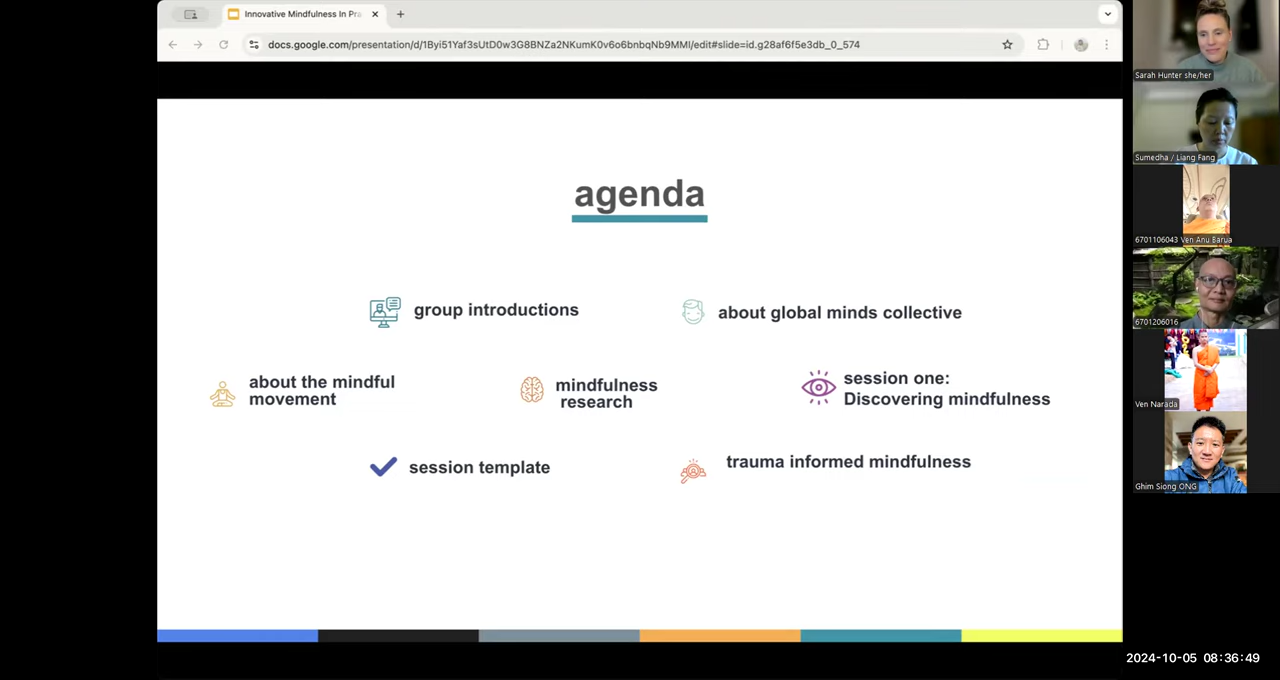 Innovative Mindfulness In Pra
docs.google.com/presentation/d/1Byi51Yaf3sUtD0w3G8BNZa2NKumK0v6o6bnbqNb9MMI/edit#slide=id.g28af6f5e3db_0_574
agenda
group introductions
about global minds collective
about the mindful
movement
mindfulness
research
session one:
Discovering mindfulness
session template
trauma informed mindfulness
Sarah Hunter she/her
Sumedha / Liang Fang
6701106043 Ven Anu Barua
6701206016
Ven Narada
Ghim Siong ONG
2024-10-05 08:36:49